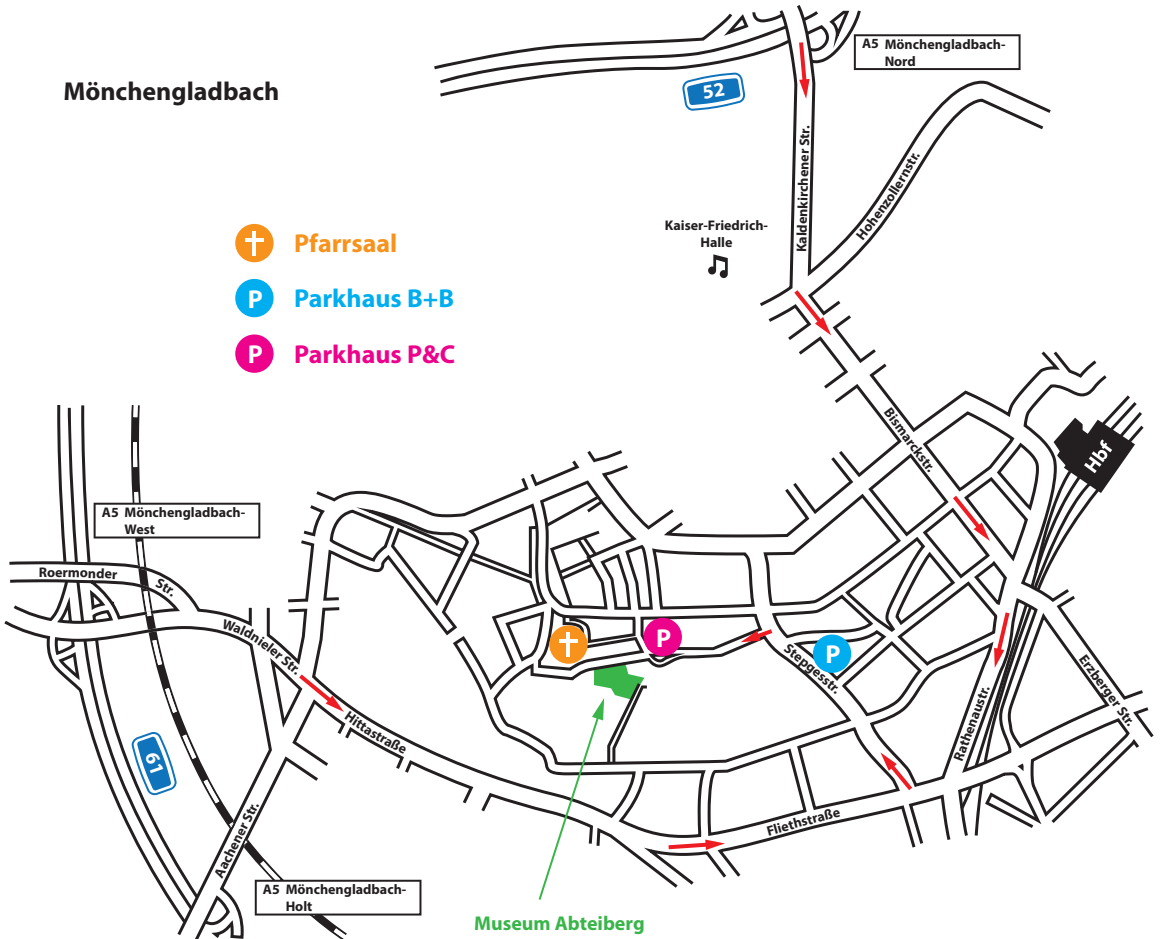 A5 Mönchengladbach-
Nord
Mönchengladbach
52
Kaldenkirchener Str.
Hohenzollernstr.
Kaiser-Friedrich-
Halle
Pfarrsaal
P Parkhaus B+B
P Parkhaus P&C
Bismarckstr.
Hbf
A5 Mönchengladbach-
West
Roermonder
Str.
Waldnieler Str.
P
P
Stepgesstr.
Erzberger Str.
Hittastraße
Rathenaustr.
61
Fliethstraße
Aachener Str.
A5 Mönchengladbach-
Holt
Museum Abteiberg